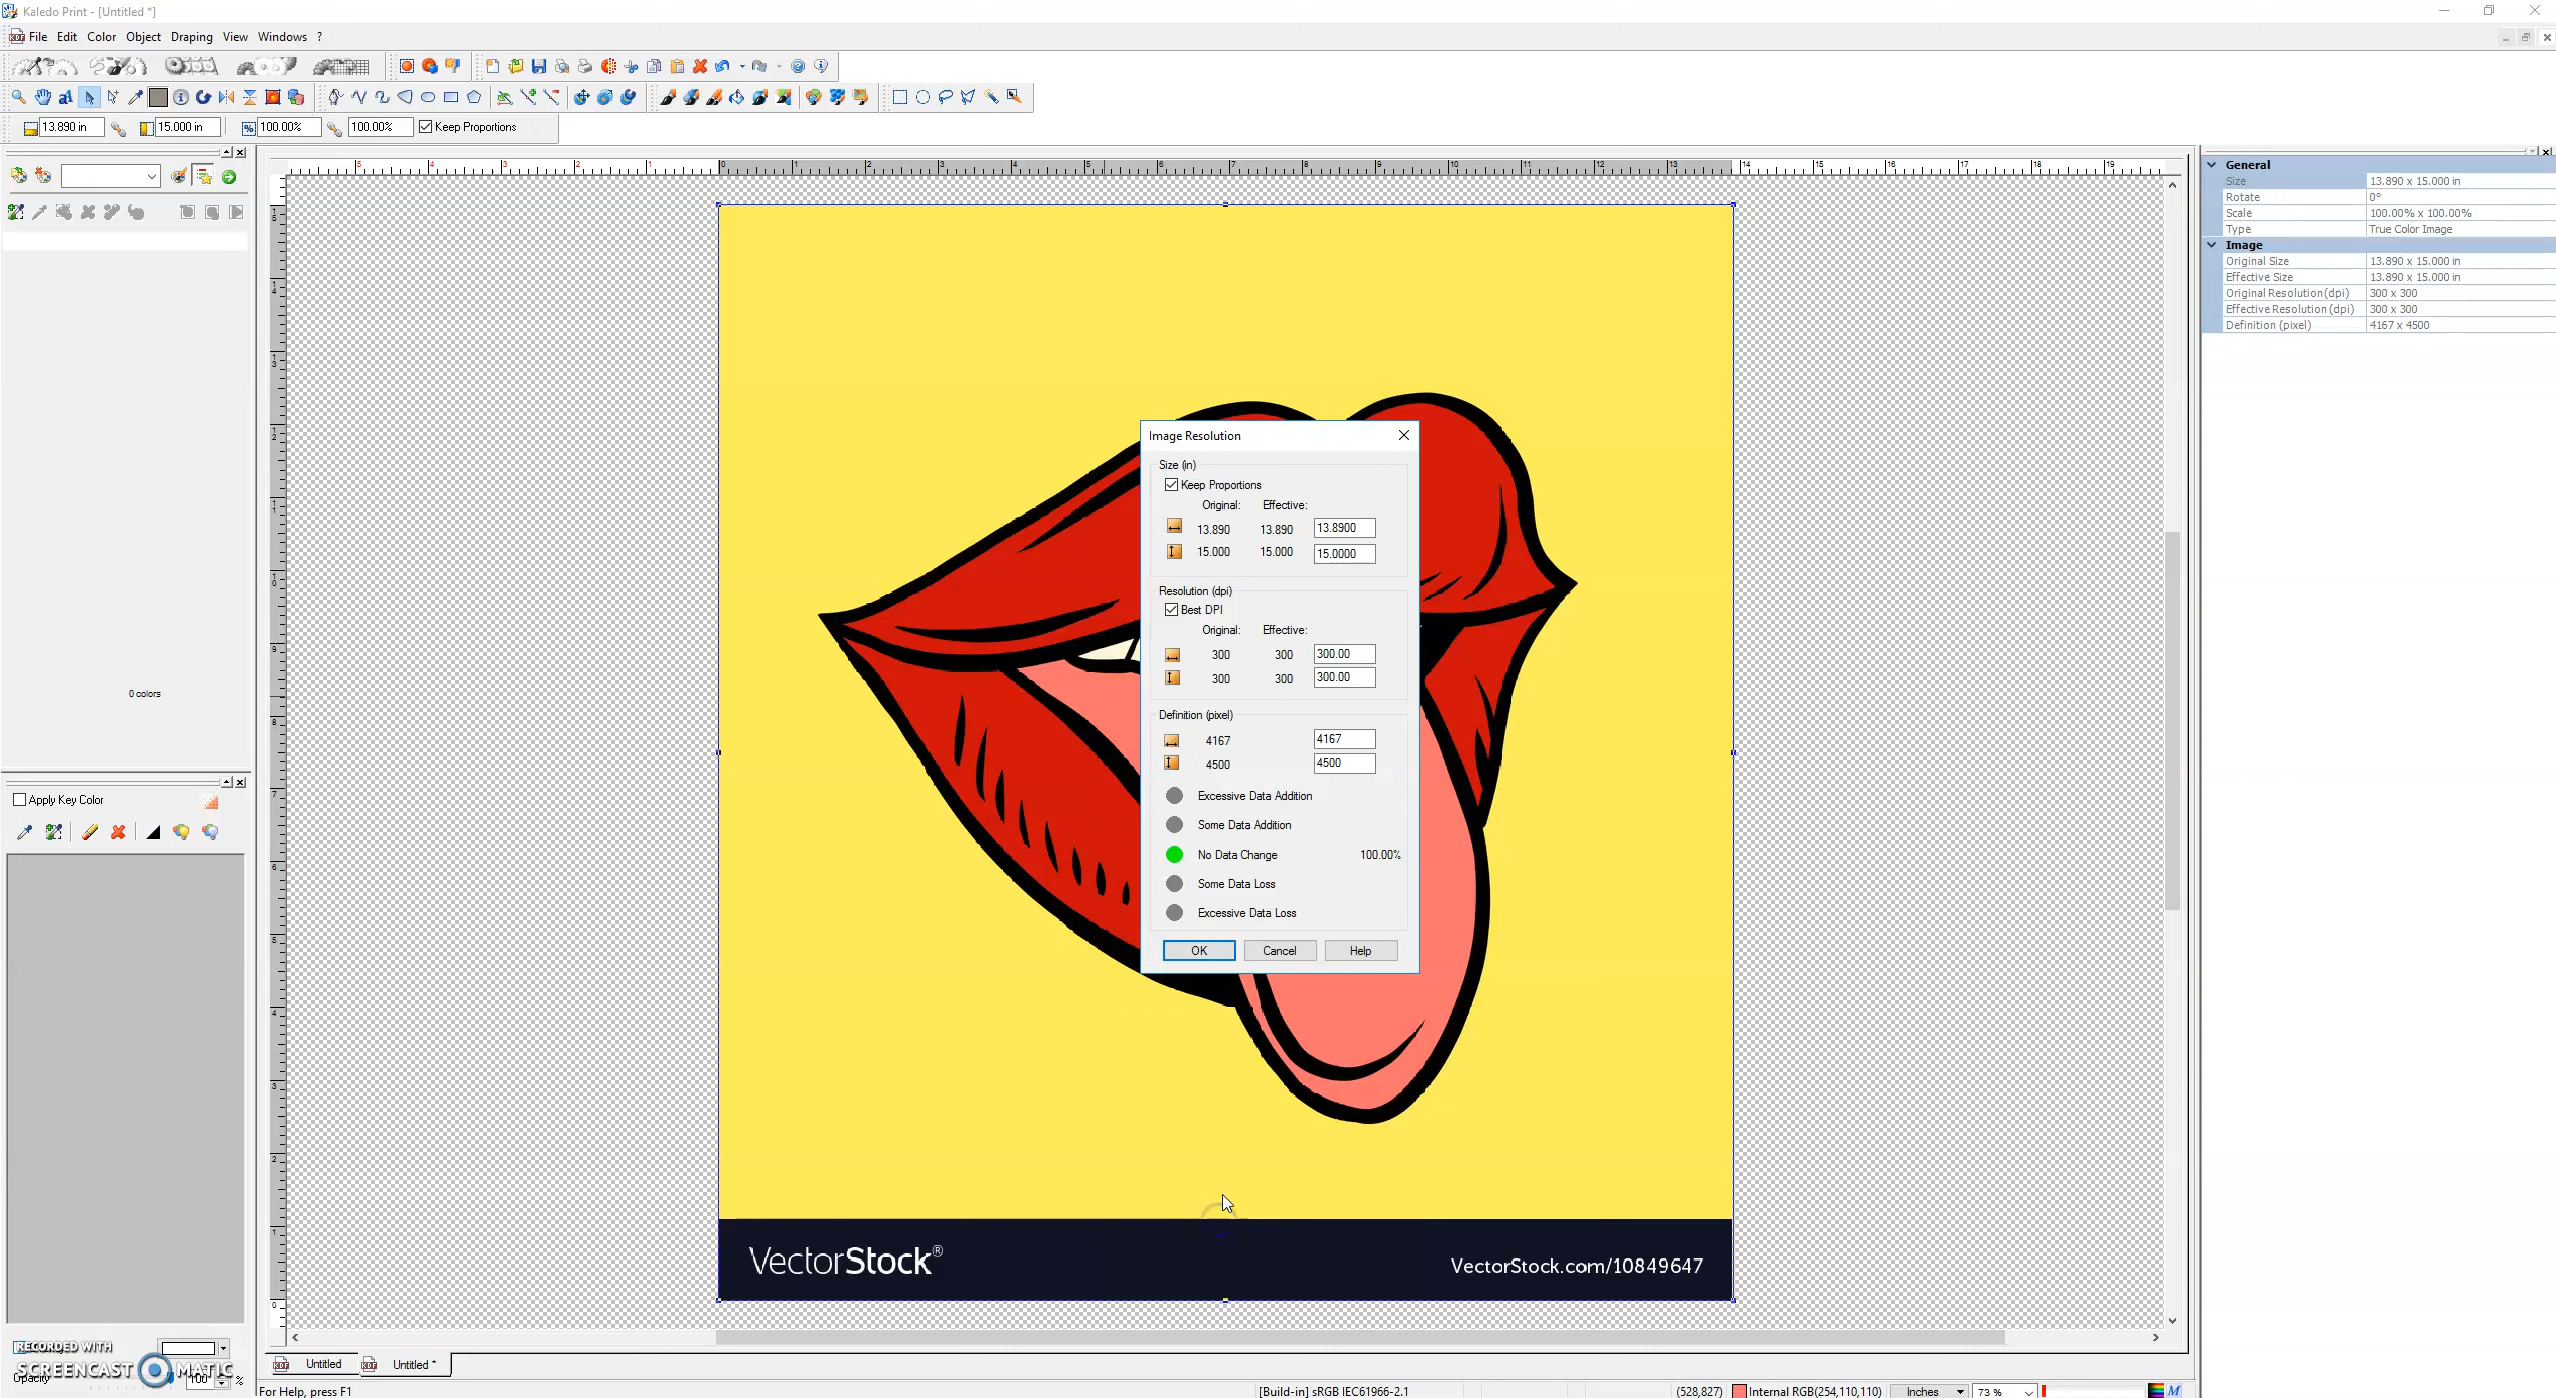 Kaledo Print - [Untitled *]
File Edit Color Object Draping View Windows ?
13.890 in 15.000 in 100.00% 100.00% Keep Proportions
0 colors
Apply Key Color
RECORDED WITH
SCREENCAST MATIC
Opacity 100 %
Image Resolution
Size (in)
Keep Proportions
Original: Effective:
13.890 13.890 13.8900
15.000 15.000 15.0000
Resolution (dpi)
Best DPI
Original: Effective:
300 300 300.00
300 300 300.00
Definition (pixel)
4167 4167
4500 4500
Excessive Data Addition
Some Data Addition
No Data Change 100.00%
Some Data Loss
Excessive Data Loss
OK Cancel Help
VectorStock®
VectorStock.com/10849647
General
Size 13.890 x 15.000 in
Rotate 0°
Scale 100.00% x 100.00%
Type True Color Image
Image
Original Size 13.890 x 15.000 in
Effective Size 13.890 x 15.000 in
Original Resolution(dpi) 300 x 300
Effective Resolution (dpi) 300 x 300
Definition (pixel) 4167 x 4500
Untitled Untitled *
For Help, press F1
[Build-in] sRGB IEC61966-2.1
(528,827) Internal RGB(254,110,110) Inches 73 %